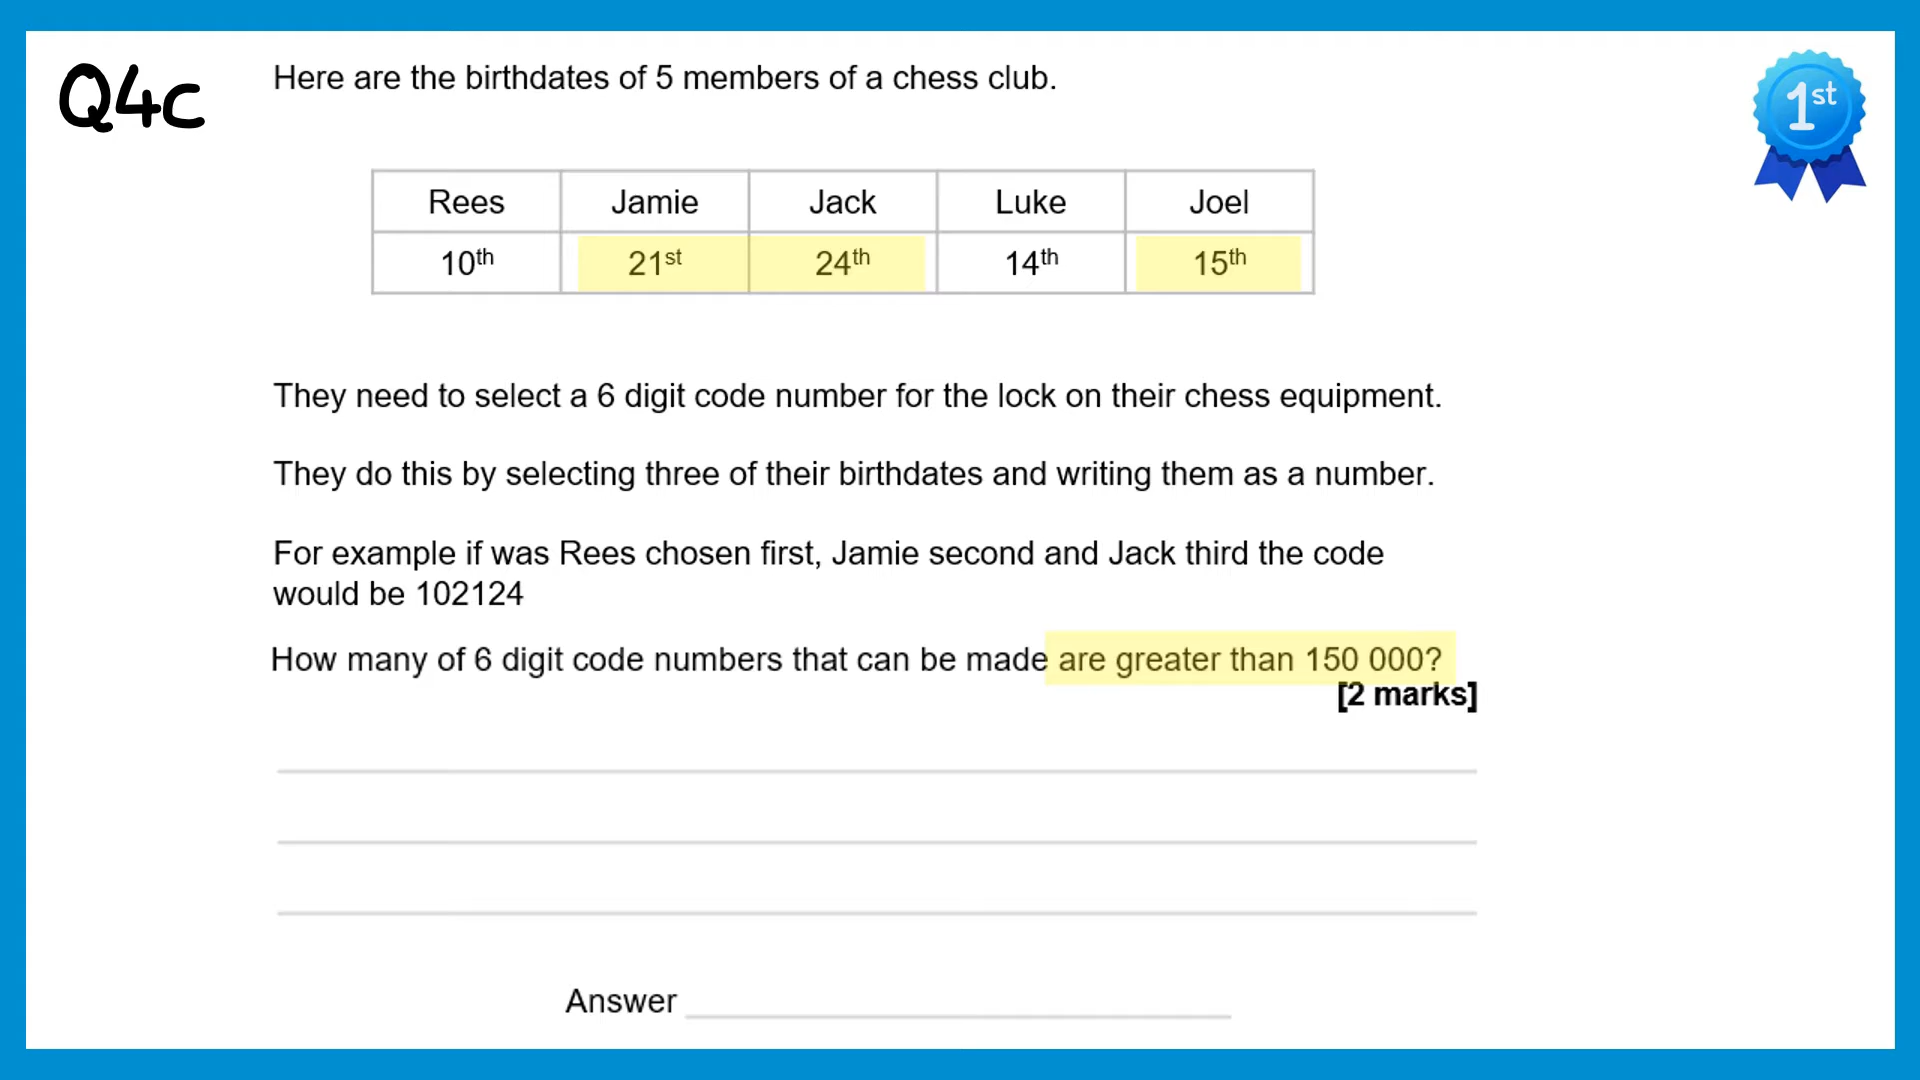 Q4c
Here are the birthdates of 5 members of a chess club.
1st
Rees Jamie Jack Luke Joel
10th 21st 24th 14th 15th
They need to select a 6 digit code number for the lock on their chess equipment.
They do this by selecting three of their birthdates and writing them as a number.
For example if was Rees chosen first, Jamie second and Jack third the code
would be 102124
How many of 6 digit code numbers that can be made are greater than 150 000?
[2 marks]
Answer